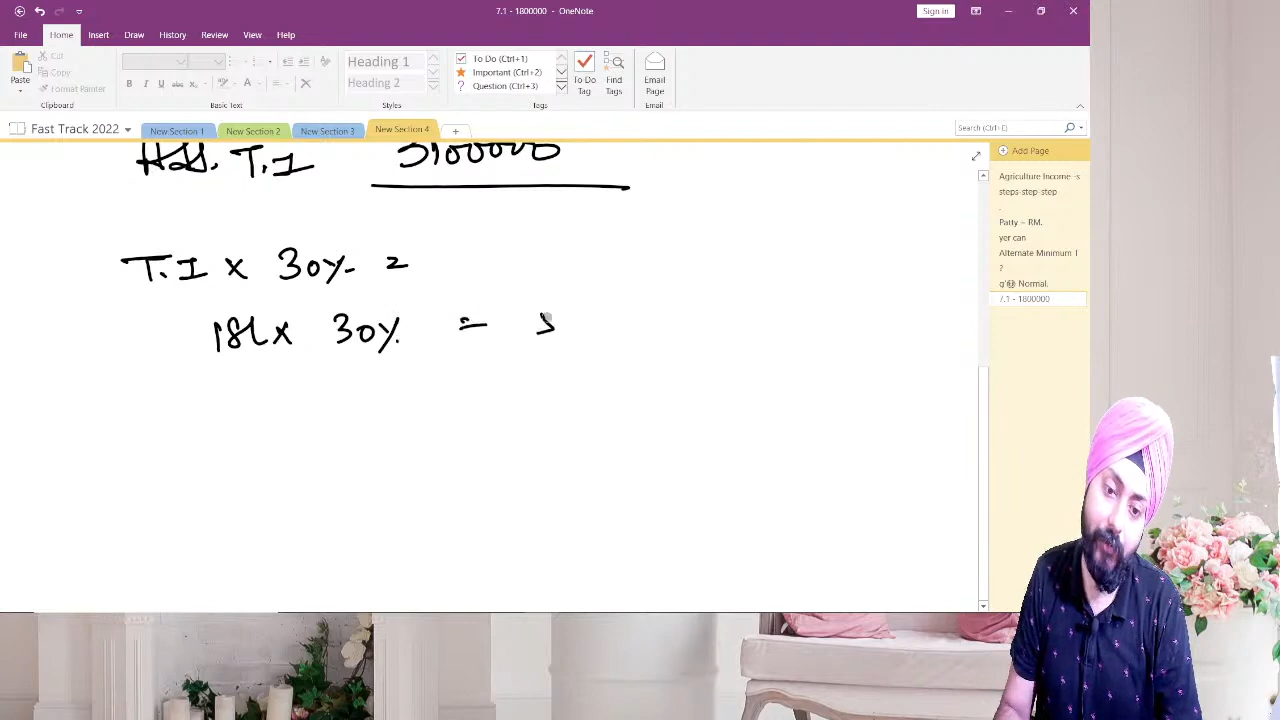 7.1 - 1800000 - OneNote
Sign in
File Home Insert Draw History Review View Help
Paste
Cut
Copy
Format Painter
Clipboard
B I U abc
Basic Text
Heading 1
Heading 2
Styles
To Do (Ctrl+1)
Important (Ctrl+2)
Question (Ctrl+3)
Tags
To Do Tag
Find Tags
Email Page
Email
Fast Track 2022
New Section 1
New Section 2
New Section 3
New Section 4
Search (Ctrl+E)
Add Page
Agriculture Income -s
steps-step-step
.
Patty = RM.
yer can
Alternate Minimum T
?
g'@ Normal.
7.1 - 1800000
T.I 3100000
T.I x 30% =
18L x 30% =